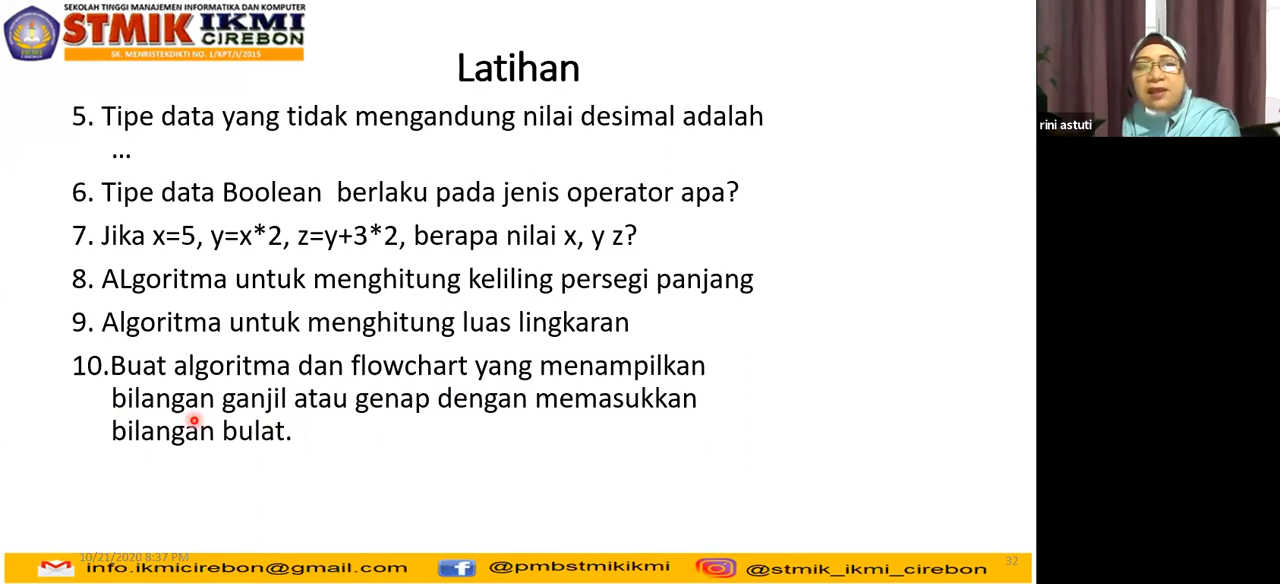 SEKOLAH TINGGI MANAJEMEN INFORMATIKA DAN KOMPUTER
STMIK IKMI
CIREBON
SK. MENRISTEKDIKTI NO. 1/KPT/I/2015
Latihan
rini astuti
5. Tipe data yang tidak mengandung nilai desimal adalah
...
6. Tipe data Boolean  berlaku pada jenis operator apa?
7. Jika x=5, y=x*2, z=y+3*2, berapa nilai x, y z?
8. ALgoritma untuk menghitung keliling persegi panjang
9. Algoritma untuk menghitung luas lingkaran
10.Buat algoritma dan flowchart yang menampilkan
bilangan ganjil atau genap dengan memasukkan
bilangan bulat.
10/21/2020 8:37 PM
32
info.ikmicirebon@gmail.com
@pmbstmikikmi
@stmik_ikmi_cirebon